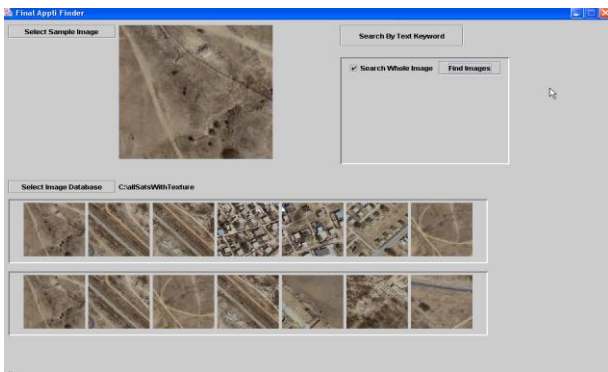 Final Appli Finder
Select Sample Image
Search By Text Keyword
Search Whole Image
Find Images
Select Image Database
C:\allSatsWithTexture